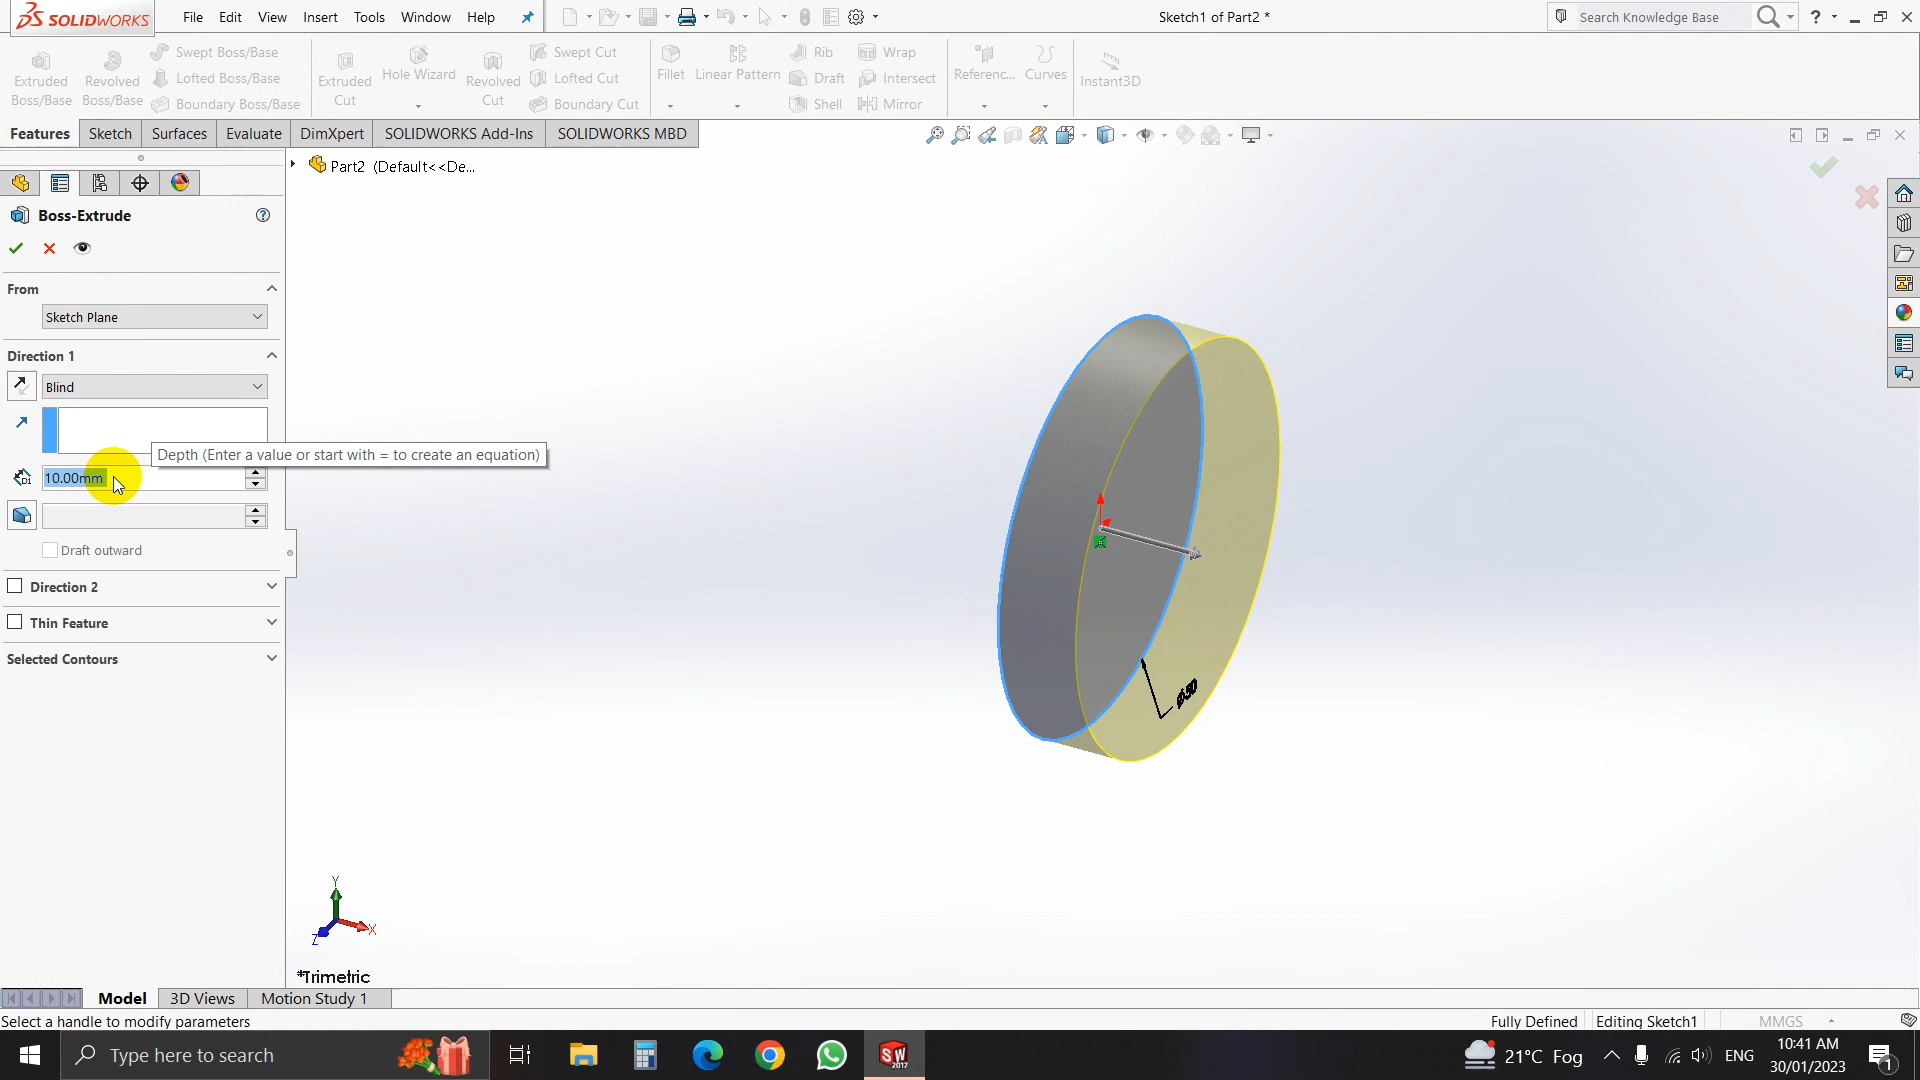 SOLIDWORKS
File Edit View Insert Tools Window Help
Sketch1 of Part2 *
Search Knowledge Base
?
Extruded Boss/Base
Revolved Boss/Base
Swept Boss/Base
Lofted Boss/Base
Boundary Boss/Base
Extruded Cut
Hole Wizard
Revolved Cut
Swept Cut
Lofted Cut
Boundary Cut
Fillet
Linear Pattern
Rib
Draft
Shell
Wrap
Intersect
Mirror
Referenc...
Curves
Instant3D
Features Sketch Surfaces Evaluate DimXpert SOLIDWORKS Add-Ins SOLIDWORKS MBD
Part2 (Default<<De...
Boss-Extrude
?
From
Sketch Plane
Direction 1
Blind
Depth (Enter a value or start with = to create an equation)
D1
10.00mm
Draft outward
Direction 2
Thin Feature
Selected Contours
Ø50
Y
X
Z
*Trimetric
Model 3D Views Motion Study 1
Select a handle to modify parameters
Fully Defined Editing Sketch1 MMGS
Type here to search
SW
2017
21°C Fog
ENG
10:41 AM
30/01/2023
1